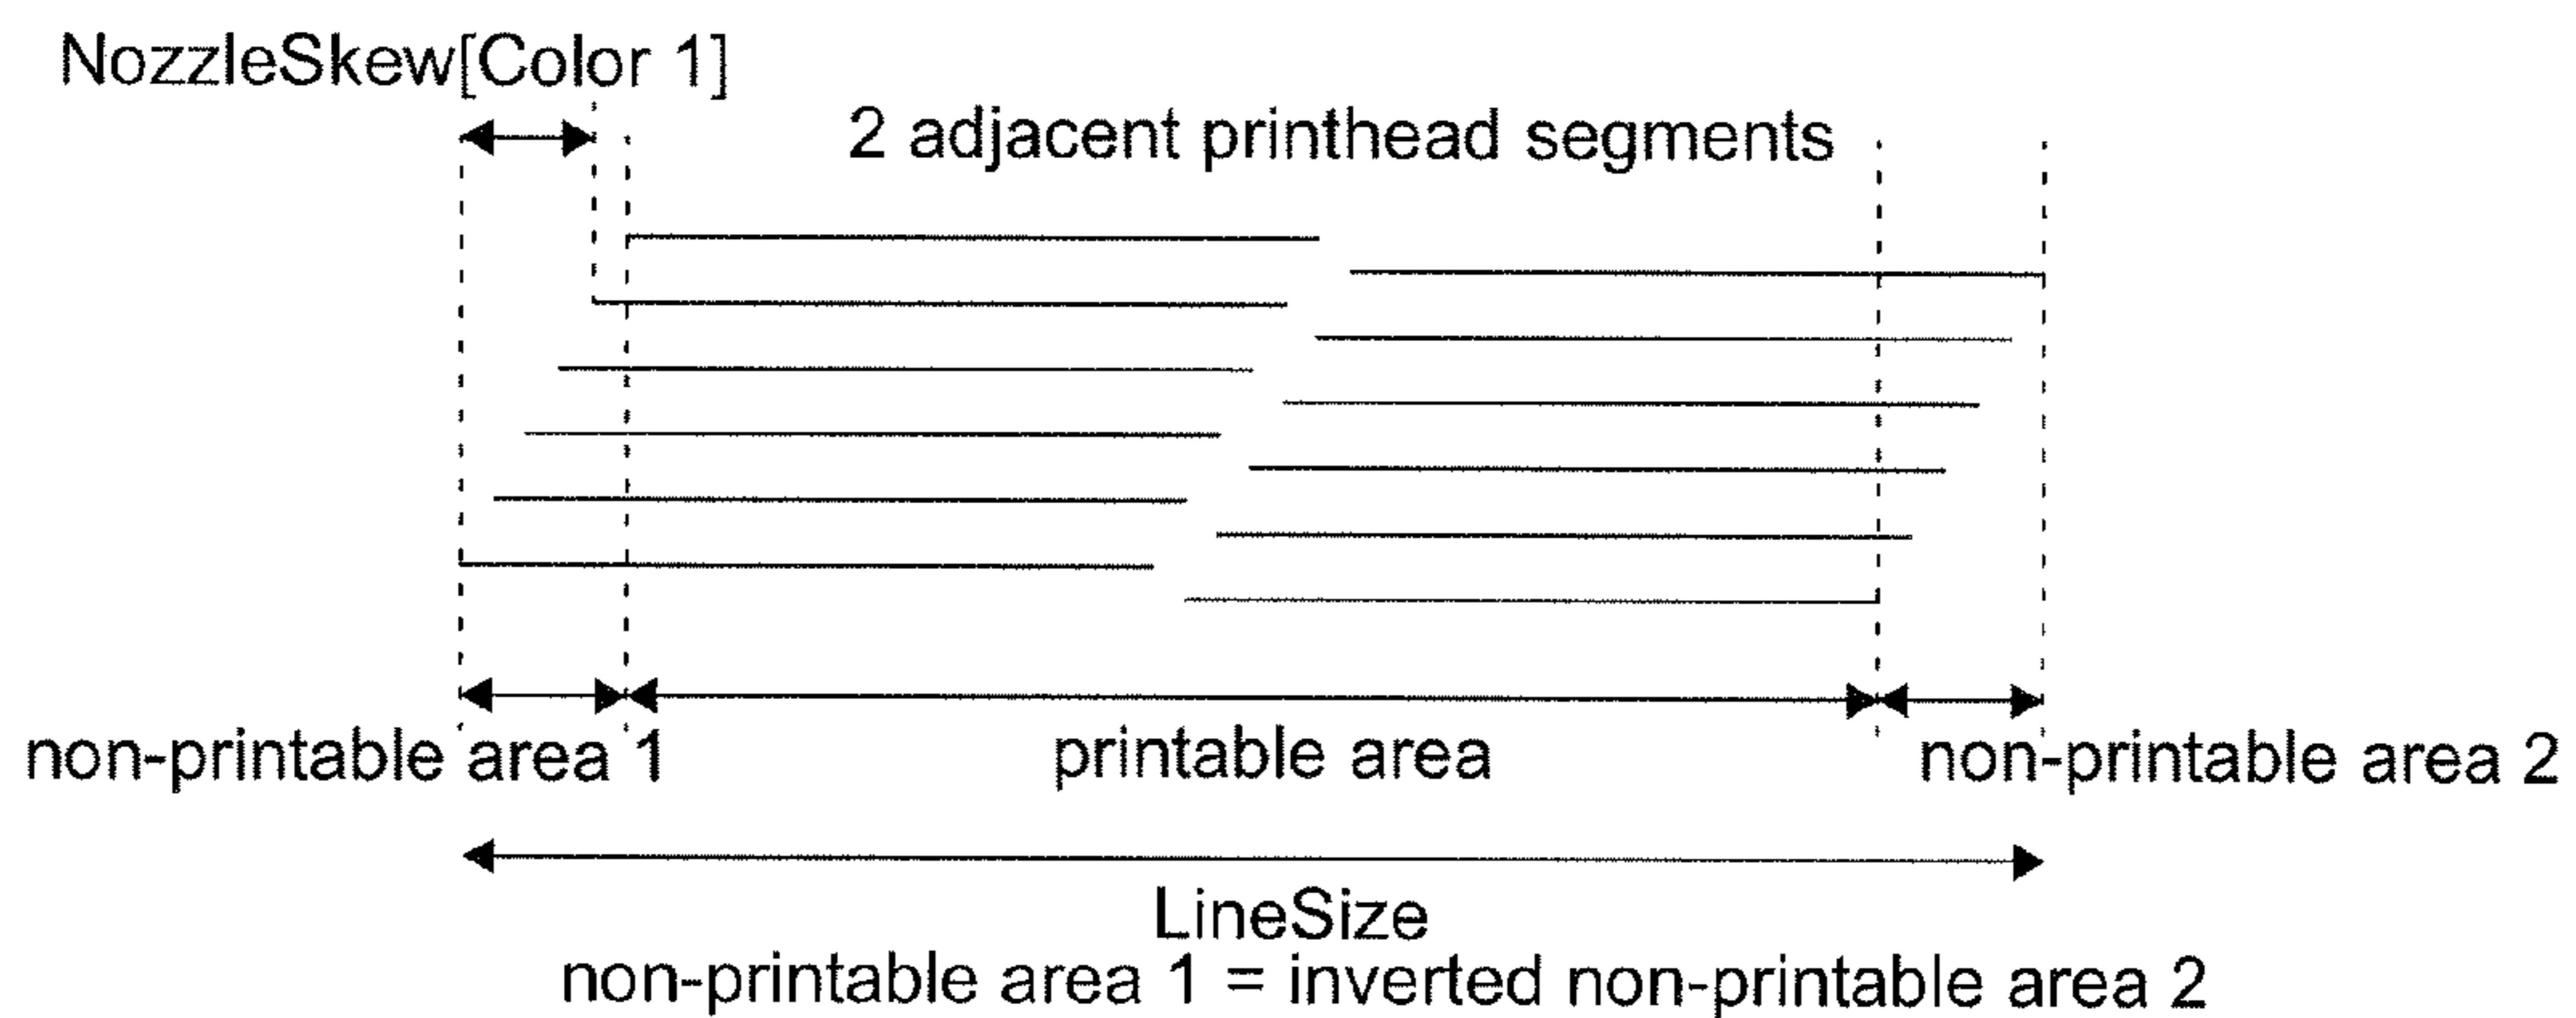 NozzleSkew[Color 1]
2 adjacent printhead segments
non-printable area 1
printable area
non-printable area 2
LineSize
non-printable area 1 = inverted non-printable area 2